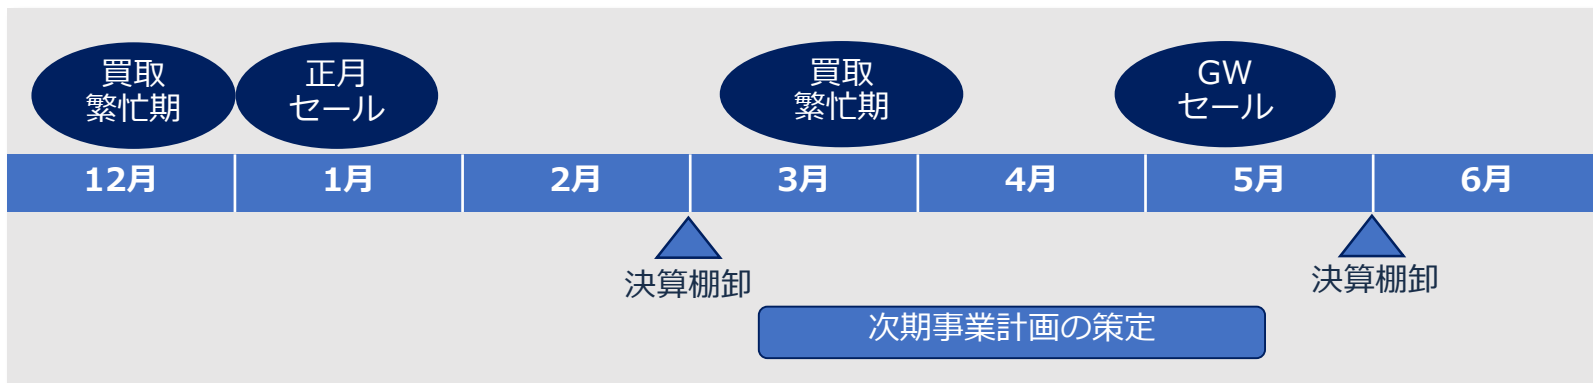 買取
繁忙期
正月
セール
買取
繁忙期
GW
セール
12月
1月
2月
3月
4月
5月
6月
決算棚卸
決算棚卸
次期事業計画の策定